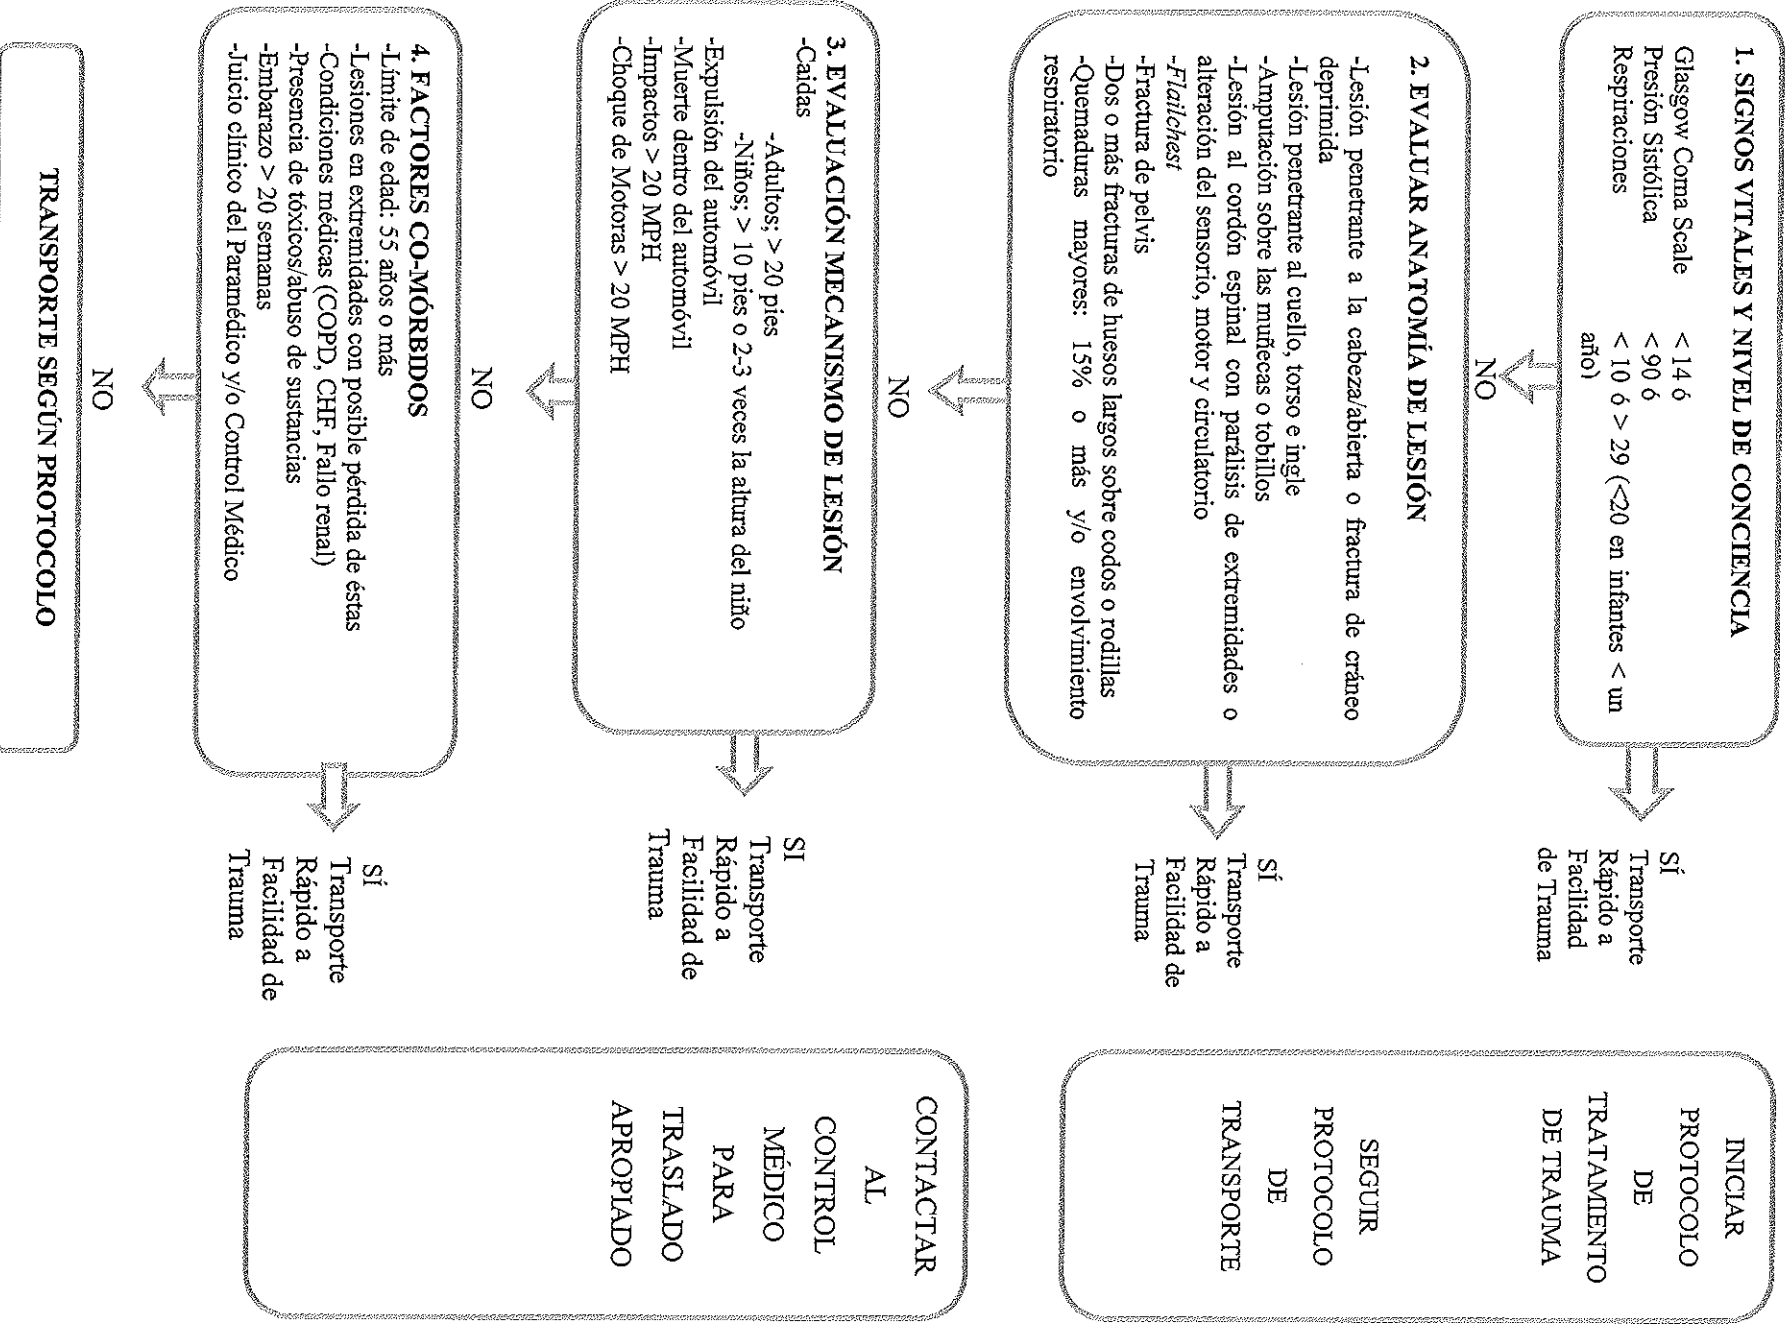 1. SIGNOS VITALES Y NIVEL DE CONCIENCIA
Glasgow Coma Scale < 14 ó
Presión Sistólica < 90 ó
Respiraciones < 10 ó > 29 (<20 en infantes < un
año)
SÍ
Transporte
Rápido a
Facilidad
de Trauma
NO
2. EVALUAR ANATOMÍA DE LESIÓN
-Lesión penetrante a la cabeza/abierta o fractura de cráneo
deprimida
-Lesión penetrante al cuello, torso e ingle
-Amputación sobre las muñecas o tobillos
-Lesión al cordón espinal con parálisis de extremidades o
alteración del sensorio, motor y circulatorio
-Flailchest
-Fractura de pelvis
-Dos o más fracturas de huesos largos sobre codos o rodillas
-Quemaduras mayores: 15% o más y/o envolvimiento
respiratorio
SÍ
Transporte
Rápido a
Facilidad de
Trauma
NO
3. EVALUACIÓN MECANISMO DE LESIÓN
-Caidas
-Adultos; > 20 pies
-Niños; > 10 pies o 2-3 veces la altura del niño
-Expulsión del automóvil
-Muerte dentro del automóvil
-Impactos > 20 MPH
-Choque de Motoras > 20 MPH
SI
Transporte
Rápido a
Facilidad de
Trauma
NO
4. FACTORES CO-MÓRBIDOS
-Límite de edad: 55 años o más
-Lesiones en extremidades con posible pérdida de éstas
-Condiciones médicas (COPD, CHF, Fallo renal)
-Presencia de tóxicos/abuso de sustancias
-Embarazo > 20 semanas
-Juicio clínico del Paramédico y/o Control Médico
SÍ
Transporte
Rápido a
Facilidad de
Trauma
NO
TRANSPORTE SEGÚN PROTOCOLO
INICIAR
PROTOCOLO
DE
TRATAMIENTO
DE TRAUMA
SEGUIR
PROTOCOLO
DE
TRANSPORTE
CONTACTAR
AL
CONTROL
MÉDICO
PARA
TRASLADO
APROPIADO